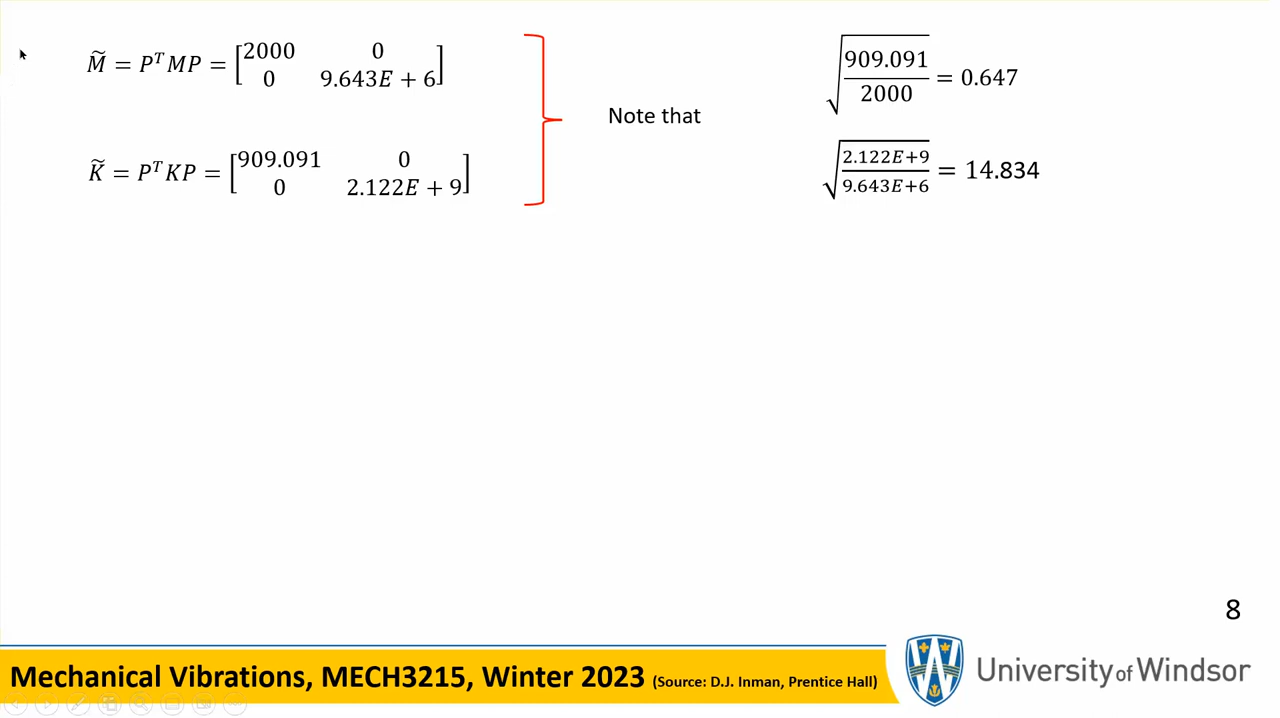 M̃ = PᵀMP = [2000 0
0 9.643E + 6]
K̃ = PᵀKP = [909.091 0
0 2.122E + 9]
Note that
√(909.091/2000) = 0.647
√(2.122E+9/9.643E+6) = 14.834
8
Mechanical Vibrations, MECH3215, Winter 2023 (Source: D.J. Inman, Prentice Hall)
University of Windsor